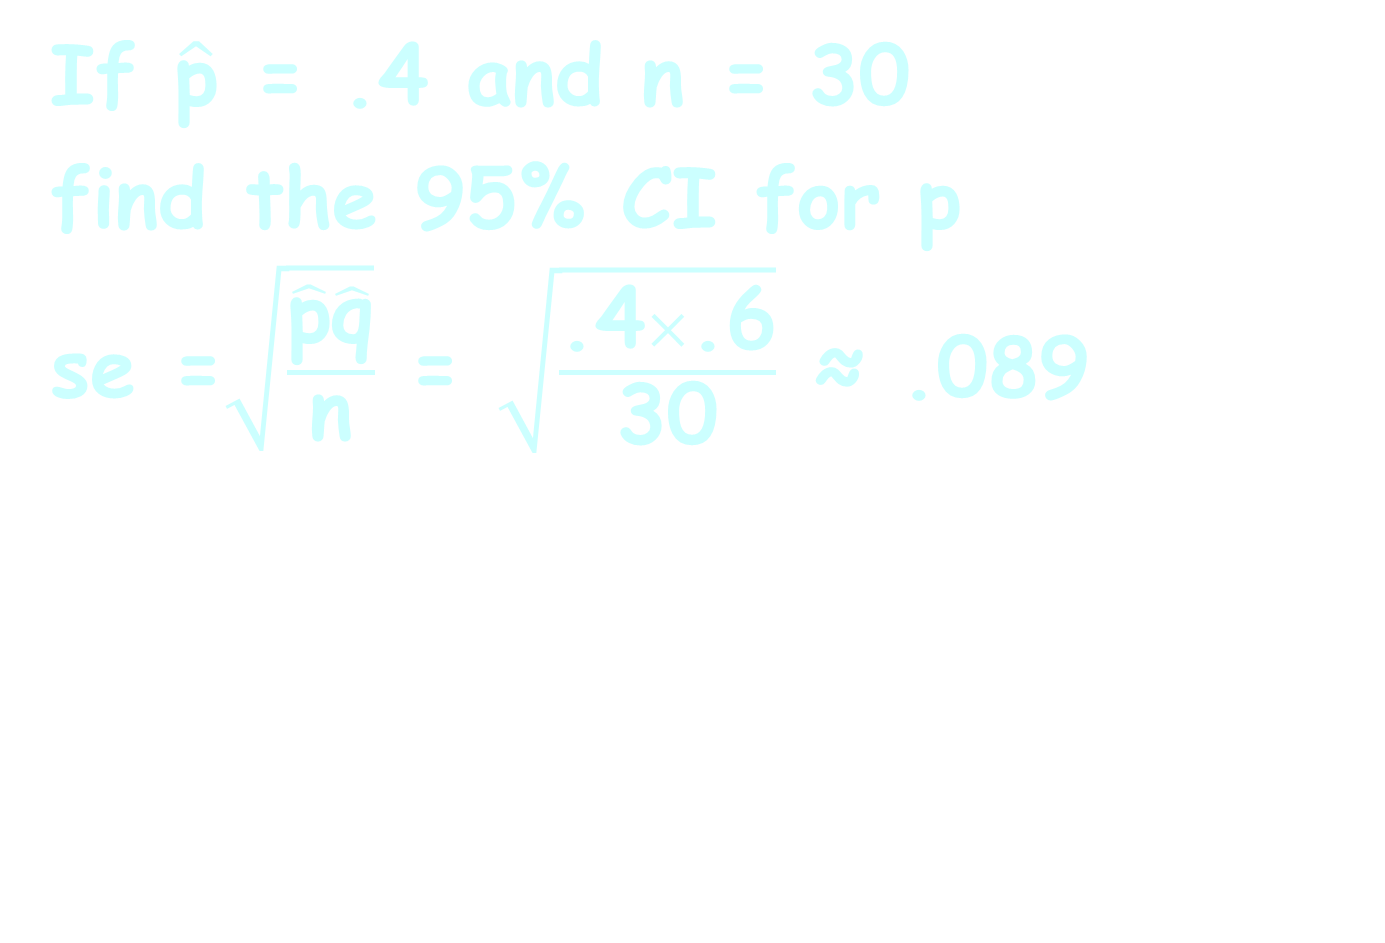 If p̂ = .4 and n = 30
find the 95% CI for p
se = √(p̂q̂/n) = √(.4×.6/30) ≈ .089